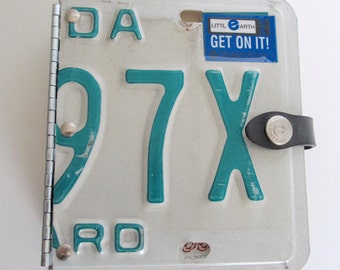 DA
LITTL EARTH
GET ON IT!
97X
ARD